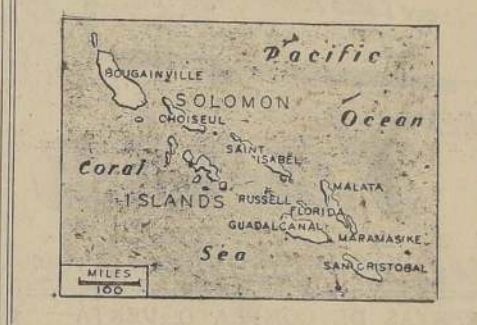 Pacific
BOUGAINVILLE
SOLOMON
CHOISEUL
Ocean
SAINT
ISABEL
Coral
MALATA
ISLANDS
RUSSELL
FLORIDA
GUADALCANAL
MARAMASIKE
Sea
SAN CRISTOBAL
MILES
100